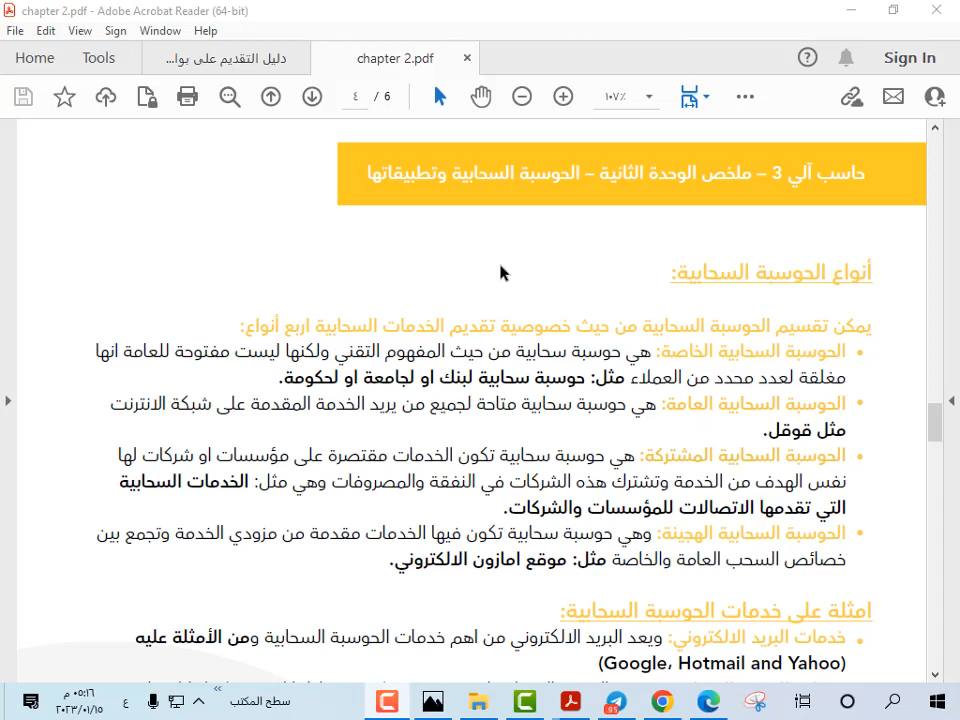 chapter 2.pdf - Adobe Acrobat Reader (64-bit)
File Edit View Sign Window Help
Home Tools دليل التقديم على بوا... chapter 2.pdf × Sign In
٤ / 6 ١٠٧٪
حاسب آلي 3 – ملخص الوحدة الثانية – الحوسبة السحابية وتطبيقاتها
أنواع الحوسبة السحابية:
يمكن تقسيم الحوسبة السحابية من حيث خصوصية تقديم الخدمات السحابية اربع أنواع:
• الحوسبة السحابية الخاصة: هي حوسبة سحابية من حيث المفهوم التقني ولكنها ليست مفتوحة للعامة انها
مغلقة لعدد محدد من العملاء مثل: حوسبة سحابية لبنك او لجامعة او لحكومة.
• الحوسبة السحابية العامة: هي حوسبة سحابية متاحة لجميع من يريد الخدمة المقدمة على شبكة الانترنت
مثل قوقل.
• الحوسبة السحابية المشتركة: هي حوسبة سحابية تكون الخدمات مقتصرة على مؤسسات او شركات لها
نفس الهدف من الخدمة وتشترك هذه الشركات في النفقة والمصروفات وهي مثل: الخدمات السحابية
التي تقدمها الاتصالات للمؤسسات والشركات.
• الحوسبة السحابية الهجينة: وهي حوسبة سحابية تكون فيها الخدمات مقدمة من مزودي الخدمة وتجمع بين
خصائص السحب العامة والخاصة مثل: موقع امازون الالكتروني.
امثلة على خدمات الحوسبة السحابية:
• خدمات البريد الالكتروني: ويعد البريد الالكتروني من اهم خدمات الحوسبة السحابية ومن الأمثلة عليه
(Google، Hotmail and Yahoo)
٠٥:١٦ م
٢٠٢٣/٠١/١٥
ع
سطح المكتب
95